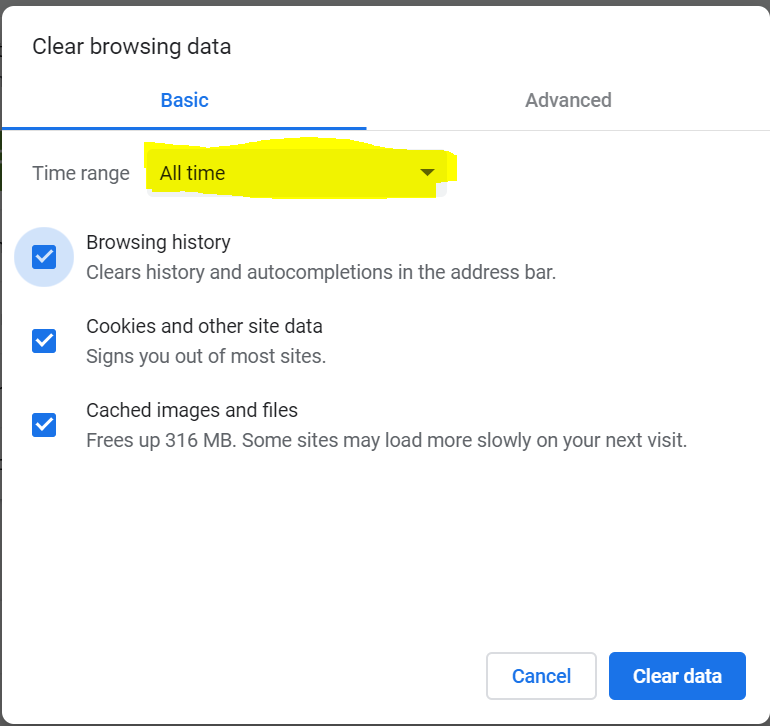 Clear browsing data
Basic
Advanced
Time range
All time
Browsing history
Clears history and autocompletions in the address bar.
Cookies and other site data
Signs you out of most sites.
Cached images and files
Frees up 316 MB. Some sites may load more slowly on your next visit.
Cancel
Clear data